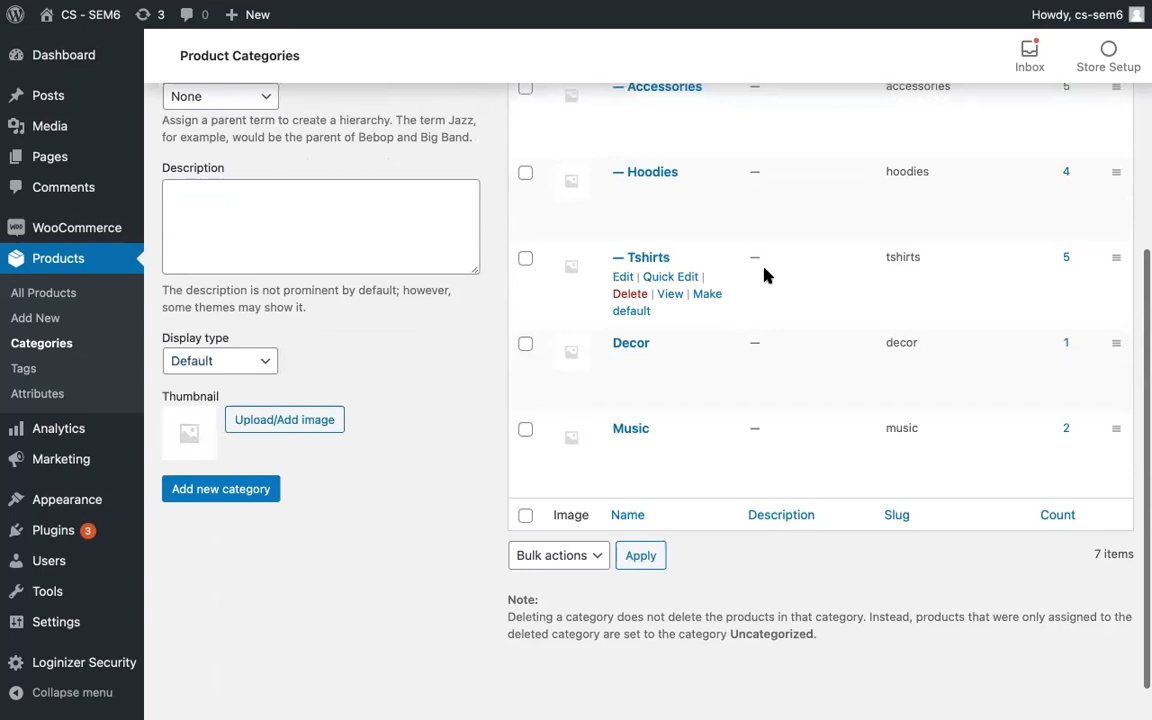 CS - SEM6 3 0 New Howdy, cs-sem6
Dashboard
Posts
Media
Pages
Comments
WooCommerce
Products
All Products
Add New
Categories
Tags
Attributes
Analytics
Marketing
Appearance
Plugins 3
Users
Tools
Settings
Loginizer Security
Collapse menu
Product Categories
Inbox
Store Setup
None
Assign a parent term to create a hierarchy. The term Jazz,
for example, would be the parent of Bebop and Big Band.
Description
The description is not prominent by default; however,
some themes may show it.
Display type
Default
Thumbnail
Upload/Add image
Add new category
— Accessories — accessories 5
— Hoodies — hoodies 4
— Tshirts — tshirts 5
Edit | Quick Edit |
Delete | View | Make
default
Decor — decor 1
Music — music 2
Image Name Description Slug Count
Bulk actions Apply 7 items
Note:
Deleting a category does not delete the products in that category. Instead, products that were only assigned to the
deleted category are set to the category Uncategorized.